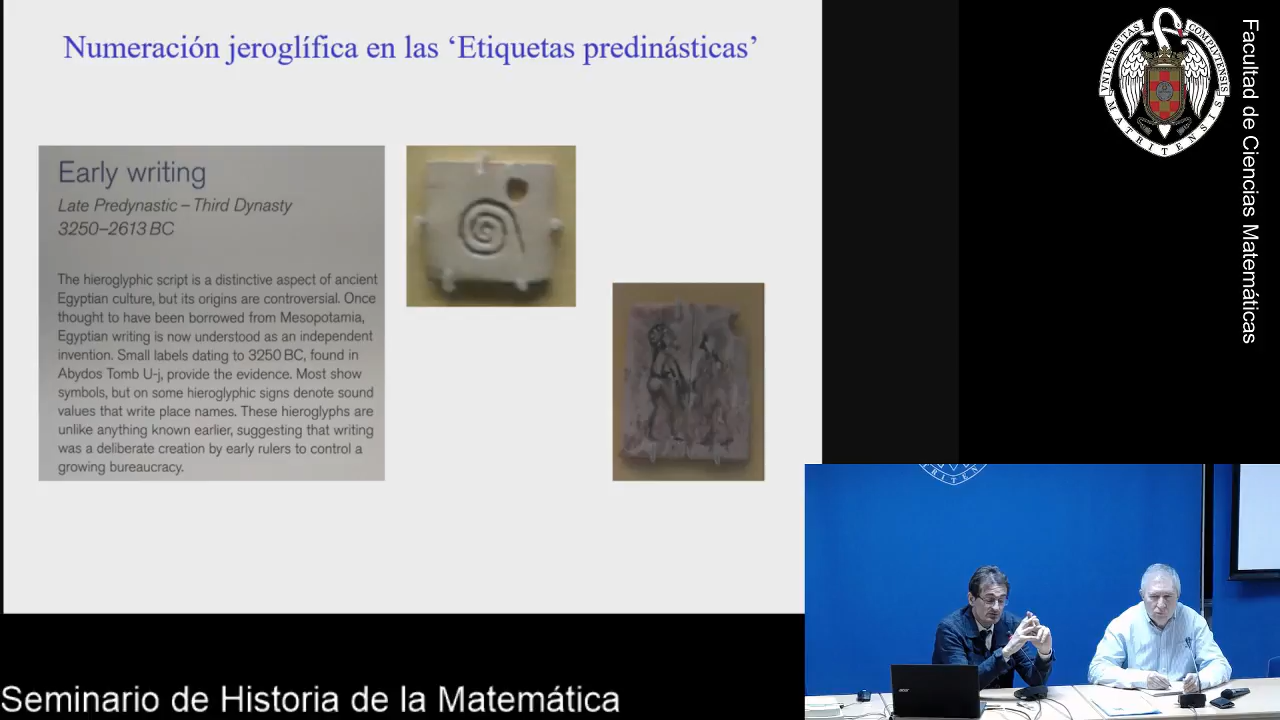 Numeración jeroglífica en las ‘Etiquetas predinásticas’
Early writing
Late Predynastic – Third Dynasty
3250–2613 BC
The hieroglyphic script is a distinctive aspect of ancient
Egyptian culture, but its origins are controversial. Once
thought to have been borrowed from Mesopotamia,
Egyptian writing is now understood as an independent
invention. Small labels dating to 3250 BC, found in
Abydos Tomb U-j, provide the evidence. Most show
symbols, but on some hieroglyphic signs denote sound
values that write place names. These hieroglyphs are
unlike anything known earlier, suggesting that writing
was a deliberate creation by early rulers to control a
growing bureaucracy.
VNIVERSITAS COMPLVTENSIS
MATRITENSIS
Facultad de Ciencias Matemáticas
TRITENS
acer
Seminario de Historia de la Matemática